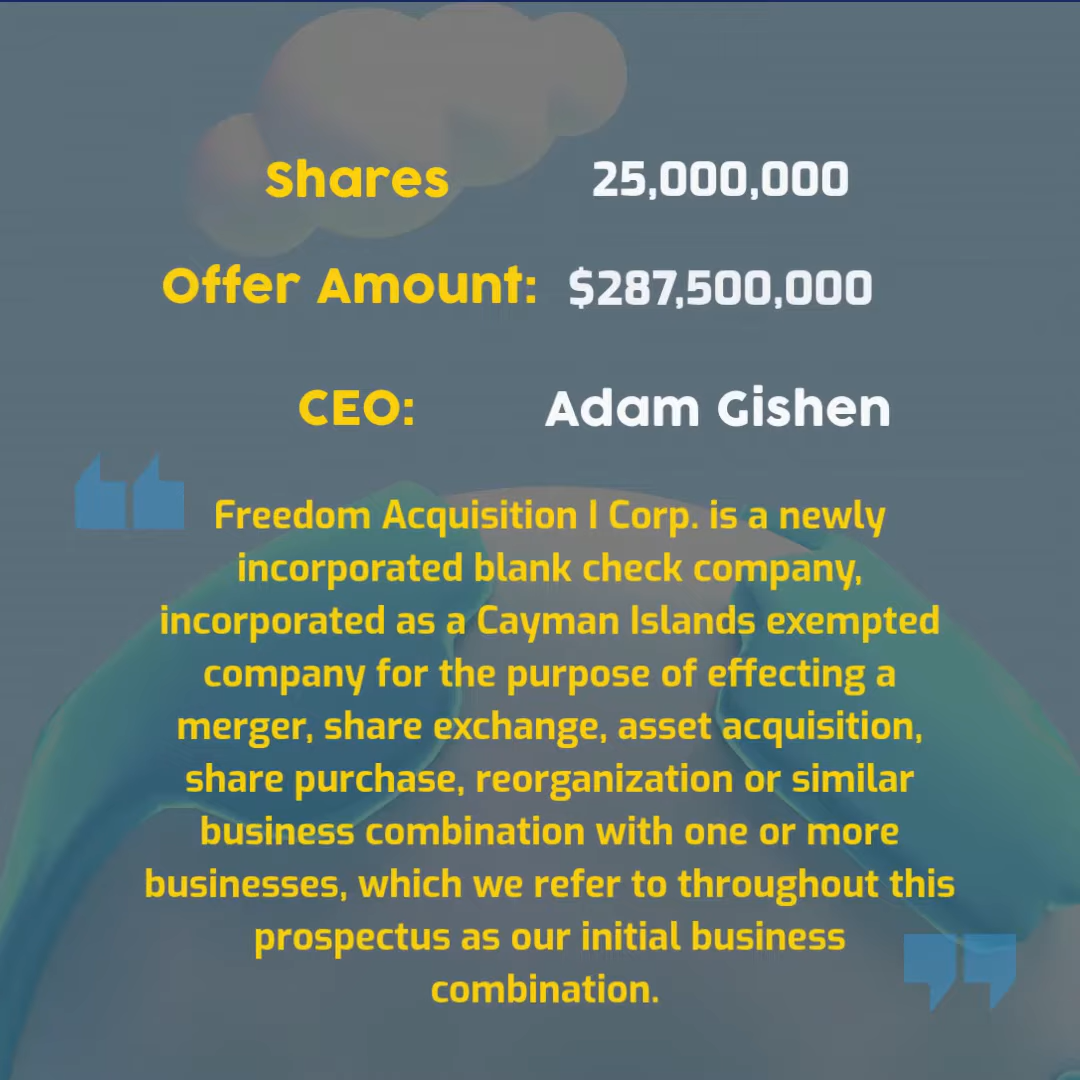 Shares 25,000,000
Offer Amount: $287,500,000
CEO: Adam Gishen
Freedom Acquisition I Corp. is a newly
incorporated blank check company,
incorporated as a Cayman Islands exempted
company for the purpose of effecting a
merger, share exchange, asset acquisition,
share purchase, reorganization or similar
business combination with one or more
businesses, which we refer to throughout this
prospectus as our initial business
combination.